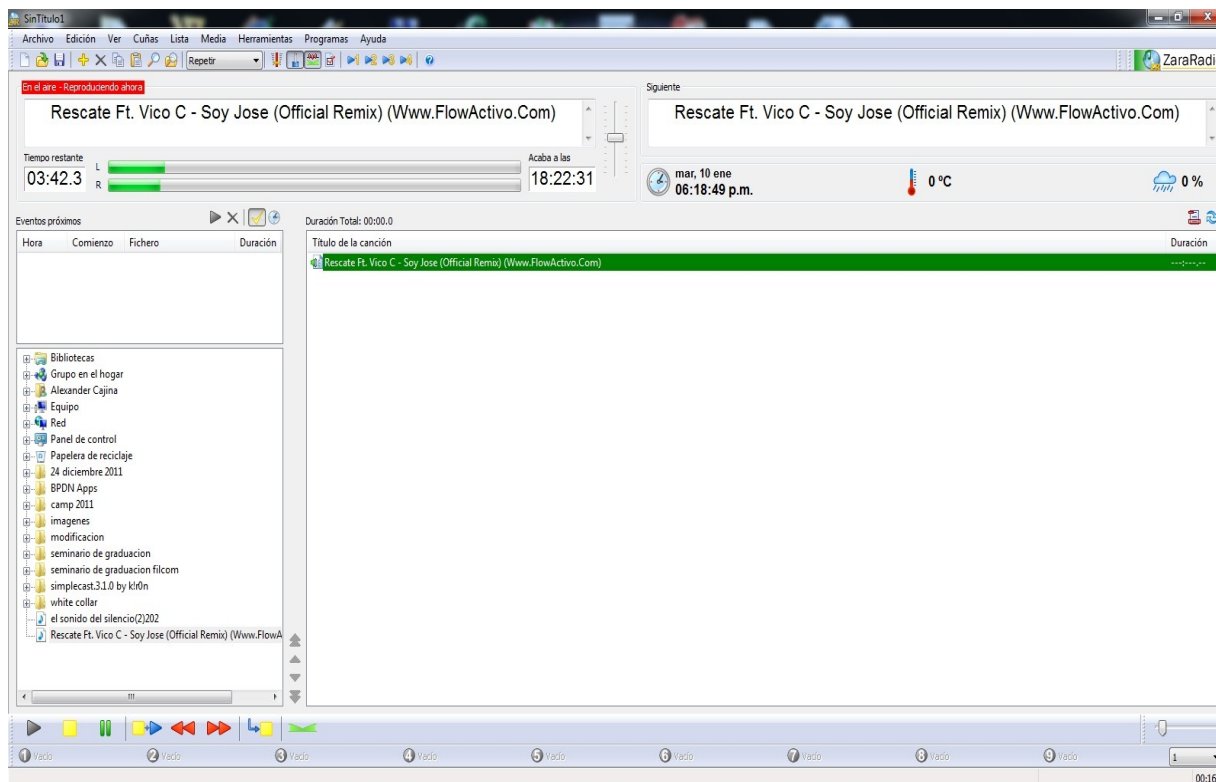 SinTitulo1
Archivo Edición Ver Cuñas Lista Media Herramientas Programas Ayuda
Repetir
ZaraRadi
En el aire - Reproduciendo ahora
Rescate Ft. Vico C - Soy Jose (Official Remix) (Www.FlowActivo.Com)
Siguiente
Rescate Ft. Vico C - Soy Jose (Official Remix) (Www.FlowActivo.Com)
Tiempo restante
03:42.3
L
R
Acaba a las
18:22:31
mar, 10 ene
06:18:49 p.m.
0 ºC
0 %
Eventos próximos
Hora Comienzo Fichero Duración
Duración Total: 00:00.0
Título de la canción Duración
Rescate Ft. Vico C - Soy Jose (Official Remix) (Www.FlowActivo.Com) ---:---.--
Bibliotecas
Grupo en el hogar
Alexander Cajina
Equipo
Red
Panel de control
Papelera de reciclaje
24 diciembre 2011
BPDN Apps
camp 2011
imagenes
modificacion
seminario de graduacion
seminario de graduacion filcom
simplecast.3.1.0 by k!r0n
white collar
el sonido del silencio(2)202
Rescate Ft. Vico C - Soy Jose (Official Remix) (Www.FlowA
1 Vacío 2 Vacío 3 Vacío 4 Vacío 5 Vacío 6 Vacío 7 Vacío 8 Vacío 9 Vacío 1
00:16